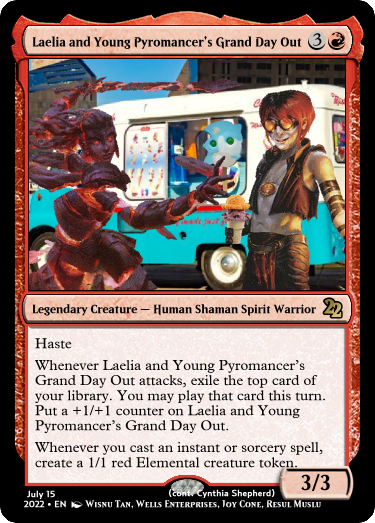 Laelia and Young Pyromancer's Grand Day Out 3
made just
Legendary Creature — Human Shaman Spirit Warrior 22
Haste
Whenever Laelia and Young Pyromancer's
Grand Day Out attacks, exile the top card of
your library. You may play that card this turn.
Put a +1/+1 counter on Laelia and Young
Pyromancer's Grand Day Out.
Whenever you cast an instant or sorcery spell,
create a 1/1 red Elemental creature token.
3/3
July 15
(cont. Cynthia Shepherd)
2022 • EN Wisnu Tan, Wells Enterprises, Joy Cone, Resul Muslu